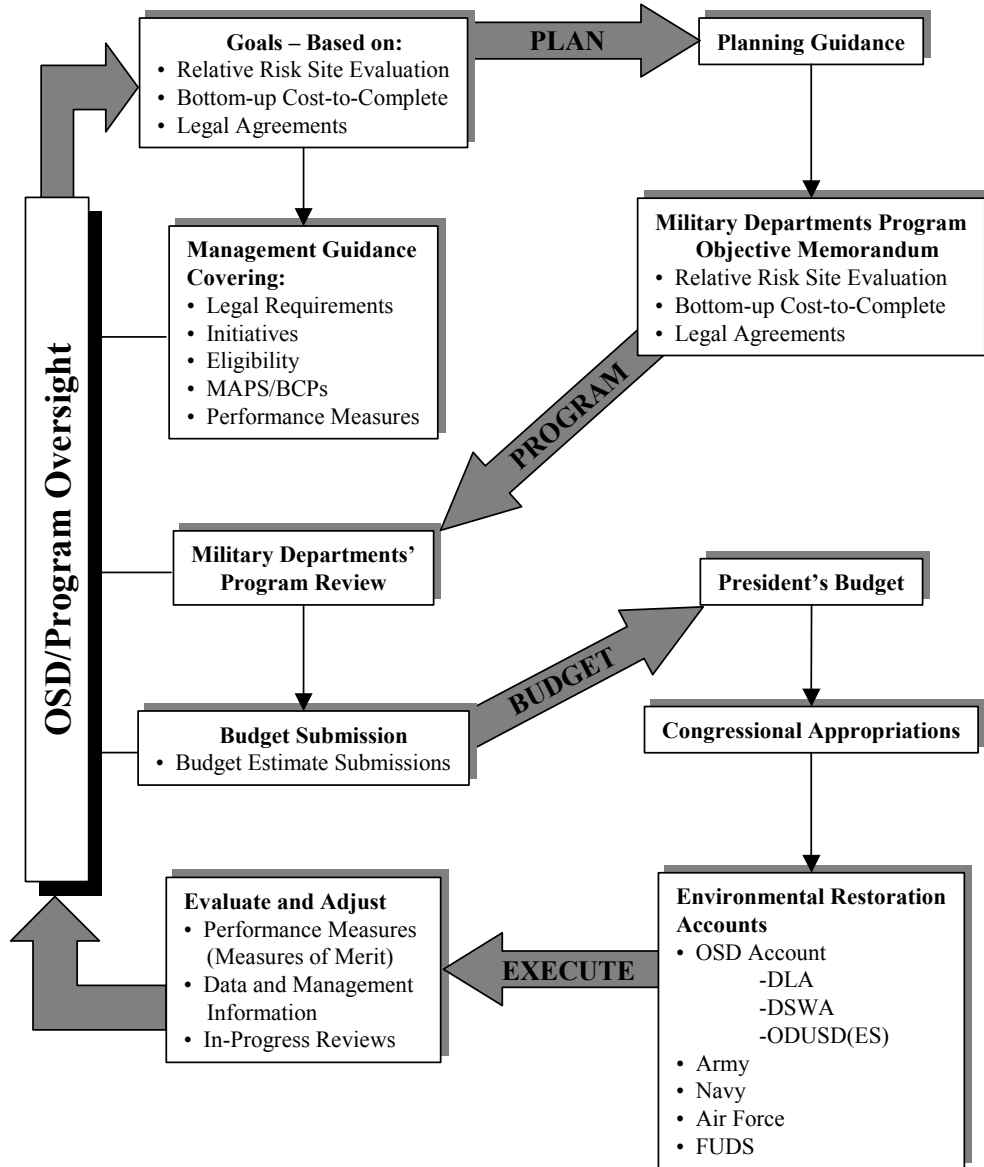 Goals – Based on:
• Relative Risk Site Evaluation
• Bottom-up Cost-to-Complete
• Legal Agreements
PLAN
Planning Guidance
Management Guidance
Covering:
• Legal Requirements
• Initiatives
• Eligibility
• MAPS/BCPs
• Performance Measures
Military Departments Program
Objective Memorandum
• Relative Risk Site Evaluation
• Bottom-up Cost-to-Complete
• Legal Agreements
OSD/Program Oversight
PROGRAM
Military Departments’
Program Review
President’s Budget
BUDGET
Budget Submission
• Budget Estimate Submissions
Congressional Appropriations
Evaluate and Adjust
• Performance Measures
(Measures of Merit)
• Data and Management
Information
• In-Progress Reviews
EXECUTE
Environmental Restoration
Accounts
• OSD Account
-DLA
-DSWA
-ODUSD(ES)
• Army
• Navy
• Air Force
• FUDS